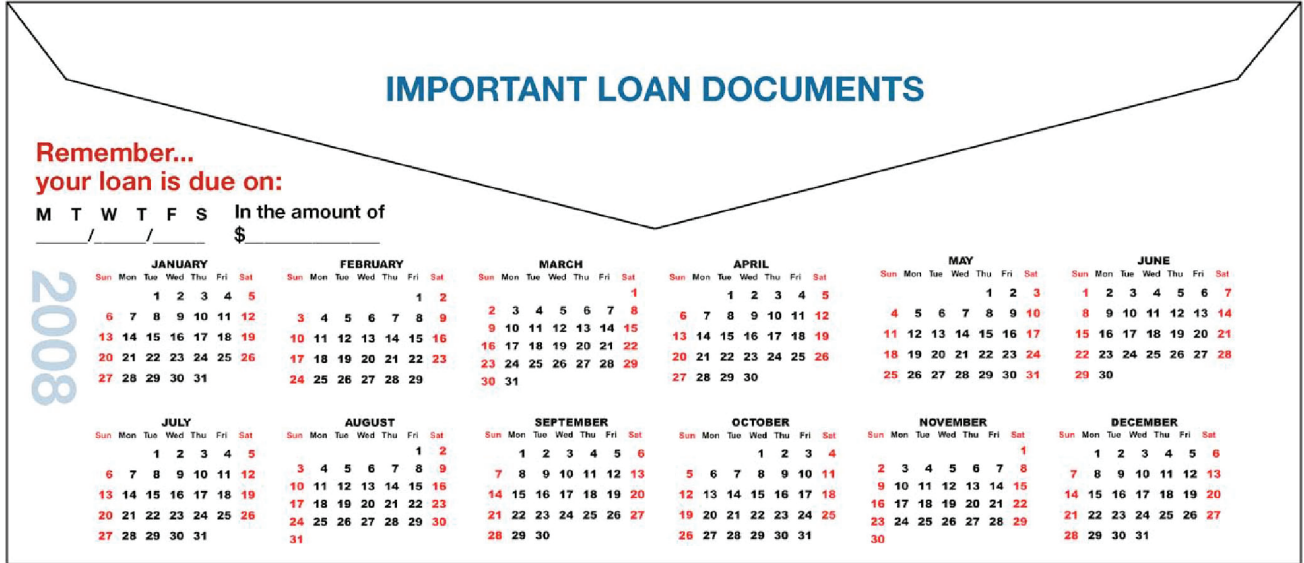 IMPORTANT LOAN DOCUMENTS
Remember...
your loan is due on:
M T W T F S In the amount of
_____/_____/_____ $_____________
2008
JANUARY
Sun Mon Tue Wed Thu Fri Sat
1 2 3 4 5
6 7 8 9 10 11 12
13 14 15 16 17 18 19
20 21 22 23 24 25 26
27 28 29 30 31
FEBRUARY
Sun Mon Tue Wed Thu Fri Sat
1 2
3 4 5 6 7 8 9
10 11 12 13 14 15 16
17 18 19 20 21 22 23
24 25 26 27 28 29
MARCH
Sun Mon Tue Wed Thu Fri Sat
1
2 3 4 5 6 7 8
9 10 11 12 13 14 15
16 17 18 19 20 21 22
23 24 25 26 27 28 29
30 31
APRIL
Sun Mon Tue Wed Thu Fri Sat
1 2 3 4 5
6 7 8 9 10 11 12
13 14 15 16 17 18 19
20 21 22 23 24 25 26
27 28 29 30
MAY
Sun Mon Tue Wed Thu Fri Sat
1 2 3
4 5 6 7 8 9 10
11 12 13 14 15 16 17
18 19 20 21 22 23 24
25 26 27 28 29 30 31
JUNE
Sun Mon Tue Wed Thu Fri Sat
1 2 3 4 5 6 7
8 9 10 11 12 13 14
15 16 17 18 19 20 21
22 23 24 25 26 27 28
29 30
JULY
Sun Mon Tue Wed Thu Fri Sat
1 2 3 4 5
6 7 8 9 10 11 12
13 14 15 16 17 18 19
20 21 22 23 24 25 26
27 28 29 30 31
AUGUST
Sun Mon Tue Wed Thu Fri Sat
1 2
3 4 5 6 7 8 9
10 11 12 13 14 15 16
17 18 19 20 21 22 23
24 25 26 27 28 29 30
31
SEPTEMBER
Sun Mon Tue Wed Thu Fri Sat
1 2 3 4 5 6
7 8 9 10 11 12 13
14 15 16 17 18 19 20
21 22 23 24 25 26 27
28 29 30
OCTOBER
Sun Mon Tue Wed Thu Fri Sat
1 2 3 4
5 6 7 8 9 10 11
12 13 14 15 16 17 18
19 20 21 22 23 24 25
26 27 28 29 30 31
NOVEMBER
Sun Mon Tue Wed Thu Fri Sat
1
2 3 4 5 6 7 8
9 10 11 12 13 14 15
16 17 18 19 20 21 22
23 24 25 26 27 28 29
30
DECEMBER
Sun Mon Tue Wed Thu Fri Sat
1 2 3 4 5 6
7 8 9 10 11 12 13
14 15 16 17 18 19 20
21 22 23 24 25 26 27
28 29 30 31